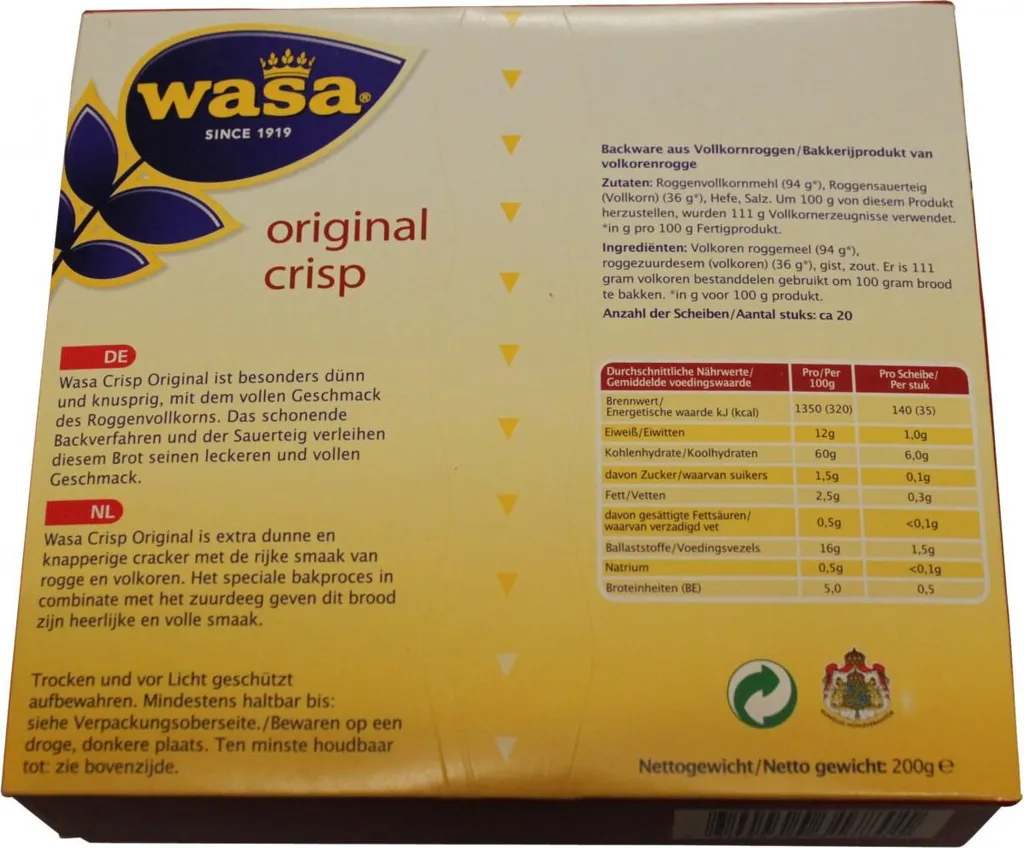 wasa®
SINCE 1919
original
crisp
DE
Wasa Crisp Original ist besonders dünn
und knusprig, mit dem vollen Geschmack
des Roggenvollkorns. Das schonende
Backverfahren und der Sauerteig verleihen
diesem Brot seinen leckeren und vollen
Geschmack.
NL
Wasa Crisp Original is extra dunne en
knapperige cracker met de rijke smaak van
rogge en volkoren. Het speciale bakproces in
combinate met het zuurdeeg geven dit brood
zijn heerlijke en volle smaak.
Trocken und vor Licht geschützt
aufbewahren. Mindestens haltbar bis:
siehe Verpackungsoberseite./Bewaren op een
droge, donkere plaats. Ten minste houdbaar
tot: zie bovenzijde.
Backware aus Vollkornroggen/Bakkerijprodukt van
volkorenrogge
Zutaten: Roggenvollkornmehl (94 g*), Roggensauerteig
(Vollkorn) (36 g*), Hefe, Salz. Um 100 g von diesem Produkt
herzustellen, wurden 111 g Vollkornerzeugnisse verwendet.
*in g pro 100 g Fertigprodukt.
Ingrediënten: Volkoren roggemeel (94 g*),
roggezuurdesem (volkoren) (36 g*), gist, zout. Er is 111
gram volkoren bestanddelen gebruikt om 100 gram brood
te bakken. *in g voor 100 g produkt.
Anzahl der Scheiben/Aantal stuks: ca 20
Durchschnittliche Nährwerte/ Pro/Per Pro Scheibe/
Gemiddelde voedingswaarde 100g Per stuk
Brennwert/
Energetische waarde kJ (kcal) 1350 (320) 140 (35)
Eiweiß/Eiwitten 12g 1,0g
Kohlenhydrate/Koolhydraten 60g 6,0g
davon Zucker/waarvan suikers 1,5g 0,1g
Fett/Vetten 2,5g 0,3g
davon gesättigte Fettsäuren/
waarvan verzadigd vet 0,5g <0,1g
Ballaststoffe/Voedingsvezels 16g 1,5g
Natrium 0,5g <0,1g
Broteinheiten (BE) 5,0 0,5
Nettogewicht/Netto gewicht: 200g ℮